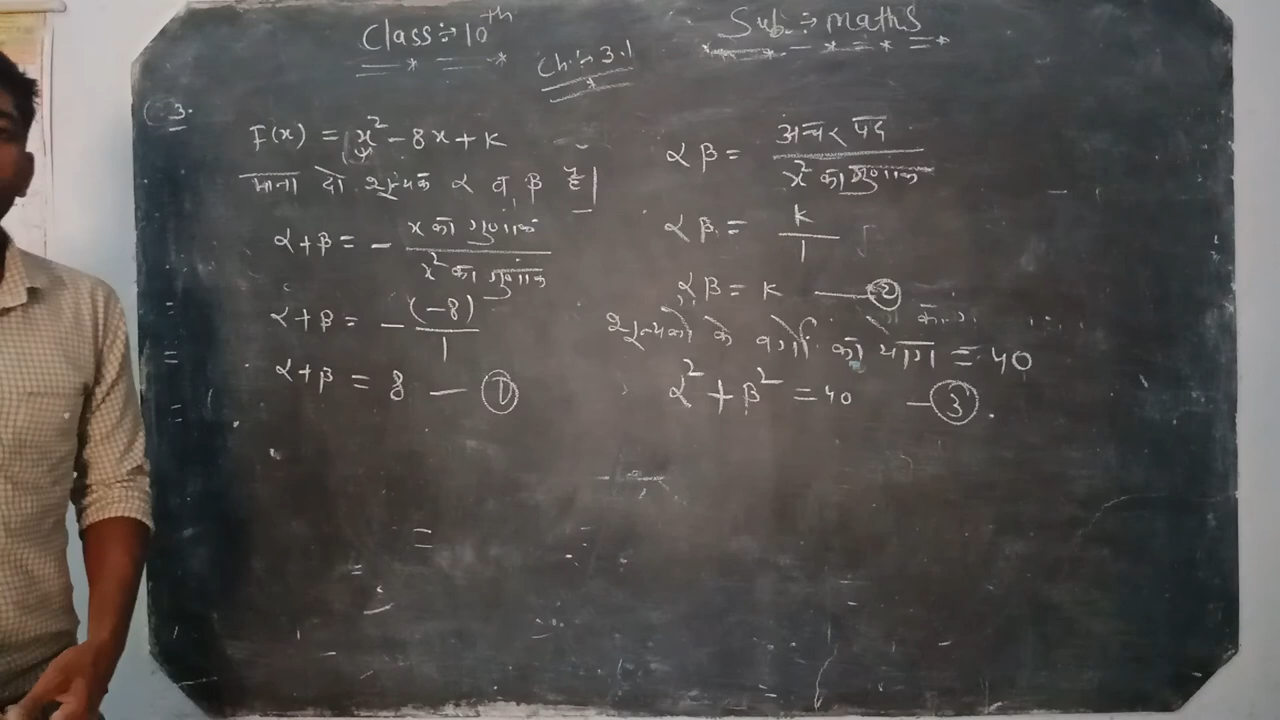 Class:- 10th
Sub.:- maths
Ch:- 3.1
3.
F(x) = x² - 8x + k
माना दो शून्यक α व β है|
α+β = - x का गुणांक / x² का गुणांक
α+β = - (-8) / 1
α+β = 8 — ①
αβ = अचर पद / x² का गुणांक
αβ = k / 1
αβ = k — ②
शून्यको के वर्गो का योग = 40
α² + β² = 40 — ③.